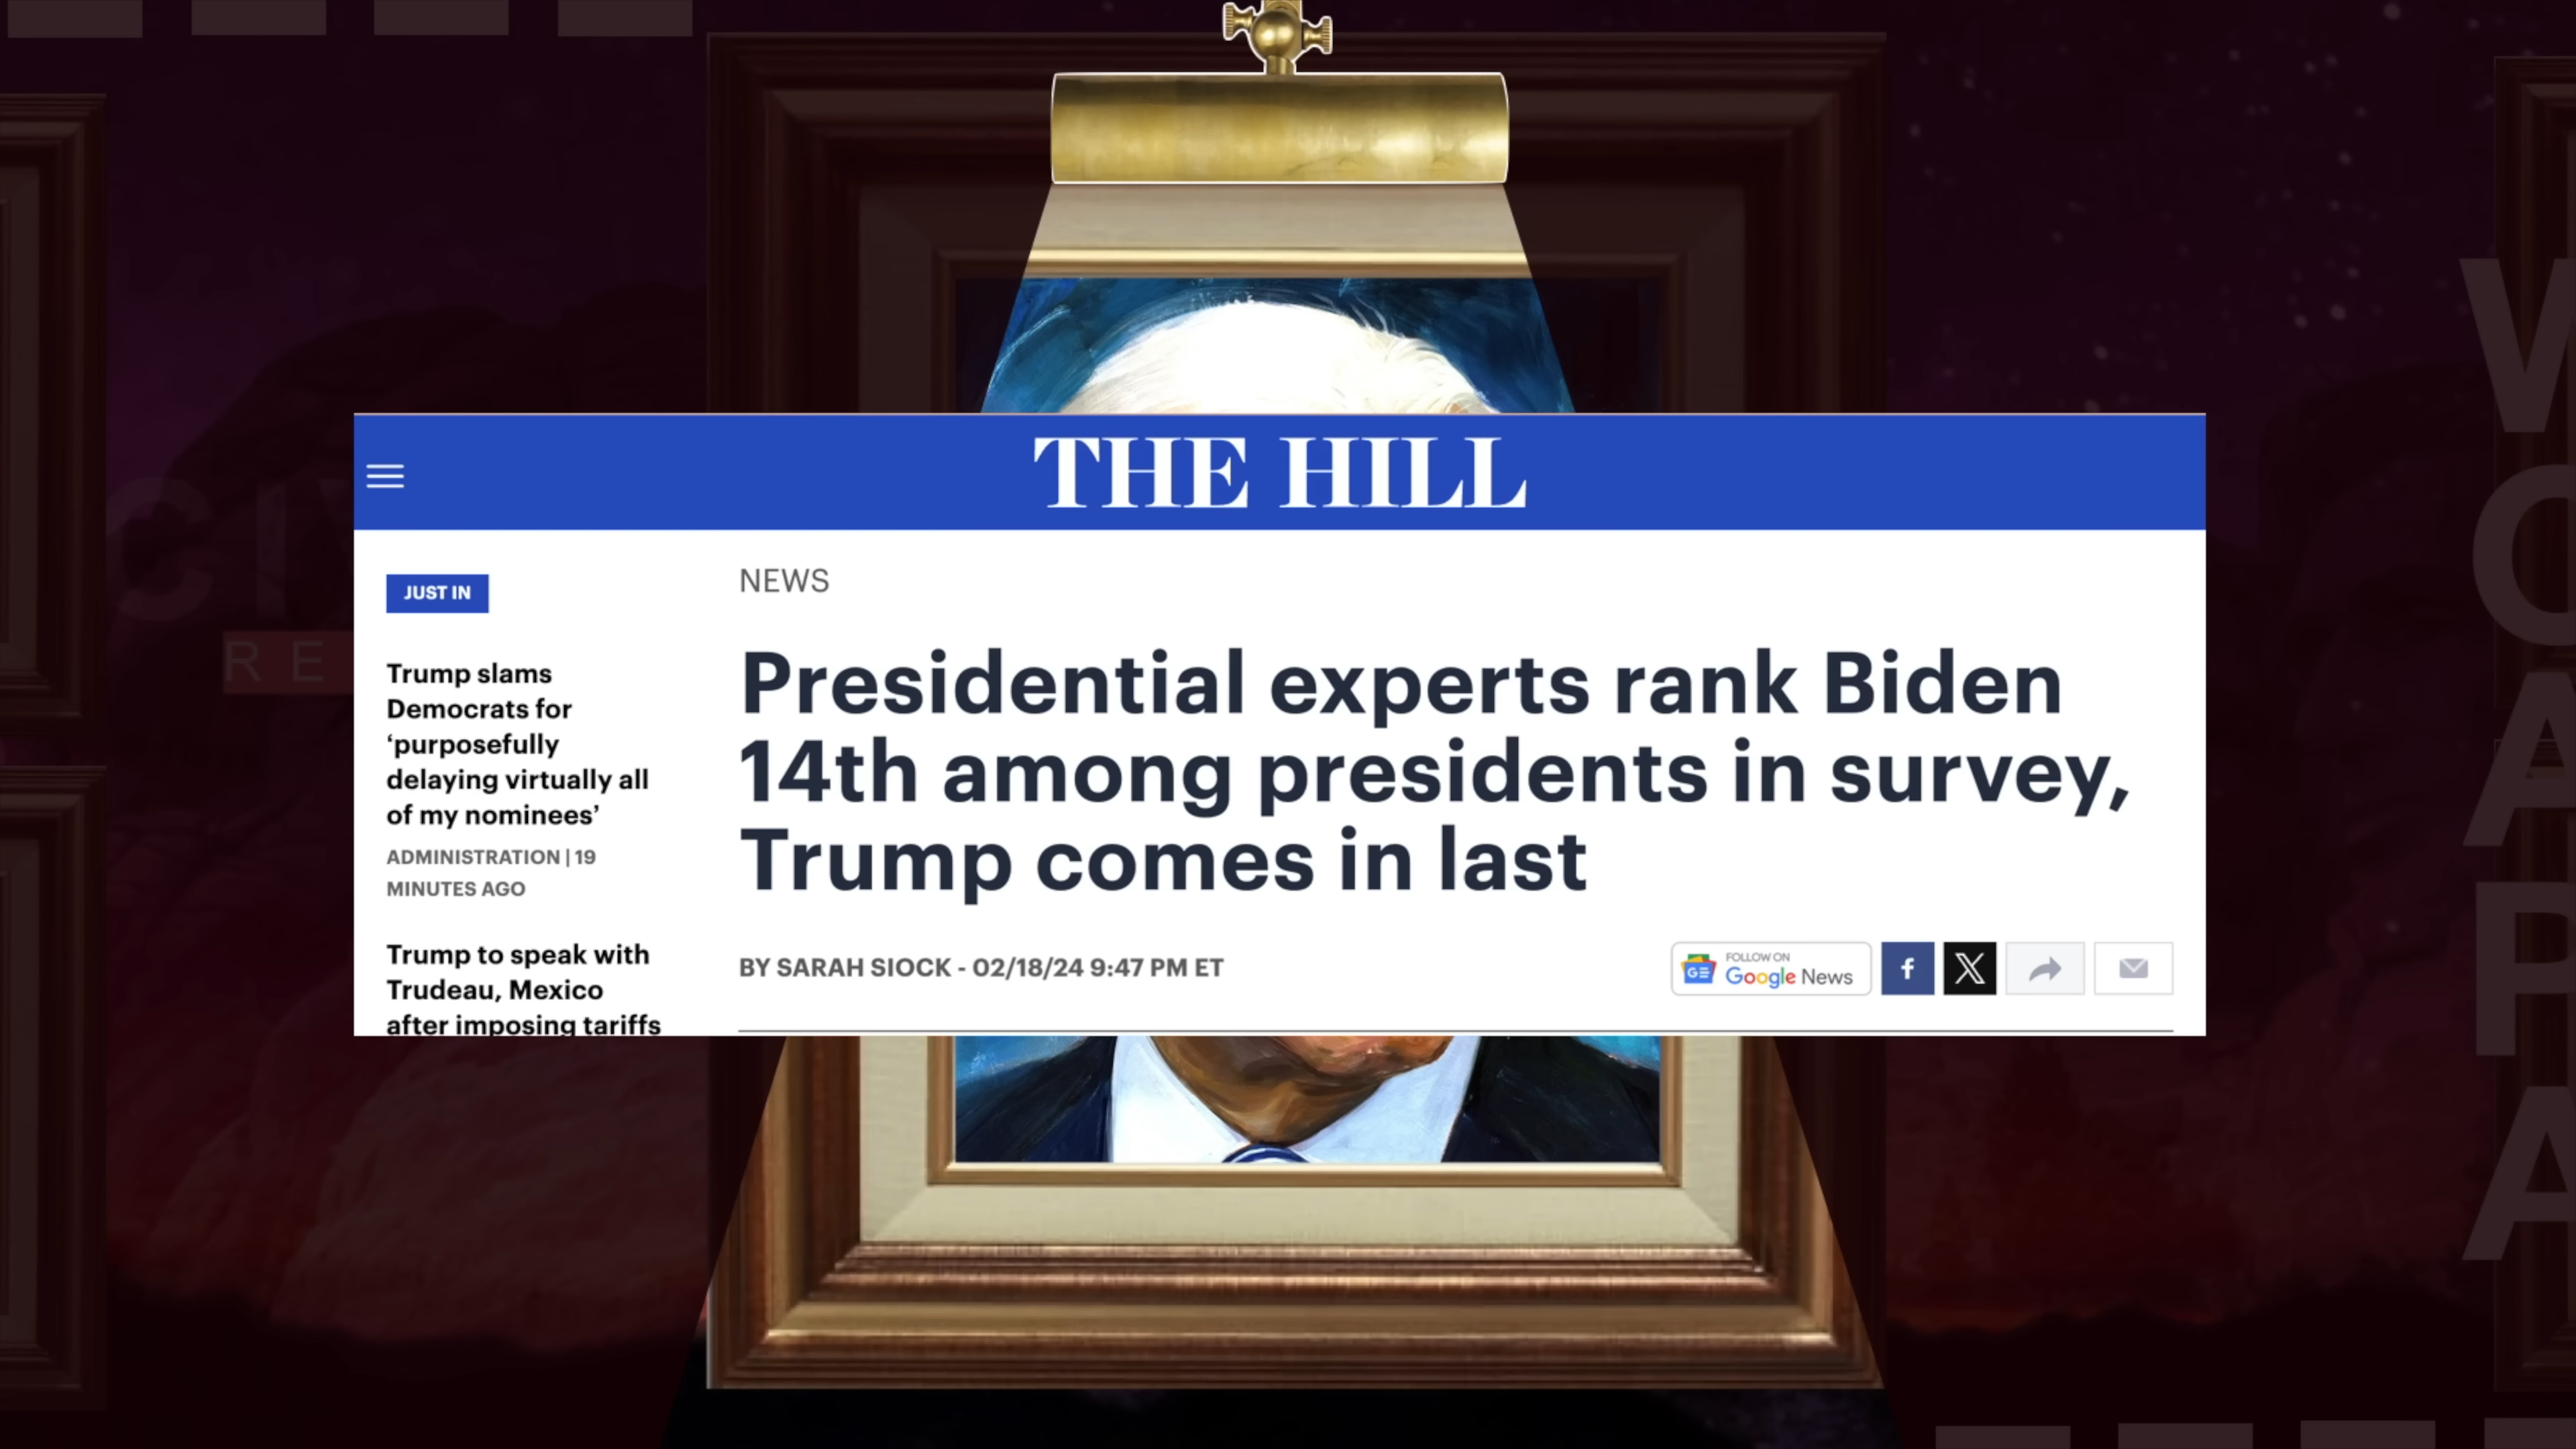 THE HILL
JUST IN
Trump slams
Democrats for
‘purposefully
delaying virtually all
of my nominees’
ADMINISTRATION | 19
MINUTES AGO
Trump to speak with
Trudeau, Mexico
after imposing tariffs
NEWS
Presidential experts rank Biden
14th among presidents in survey,
Trump comes in last
BY SARAH SIOCK - 02/18/24 9:47 PM ET
FOLLOW ON
GE Google News
f
X